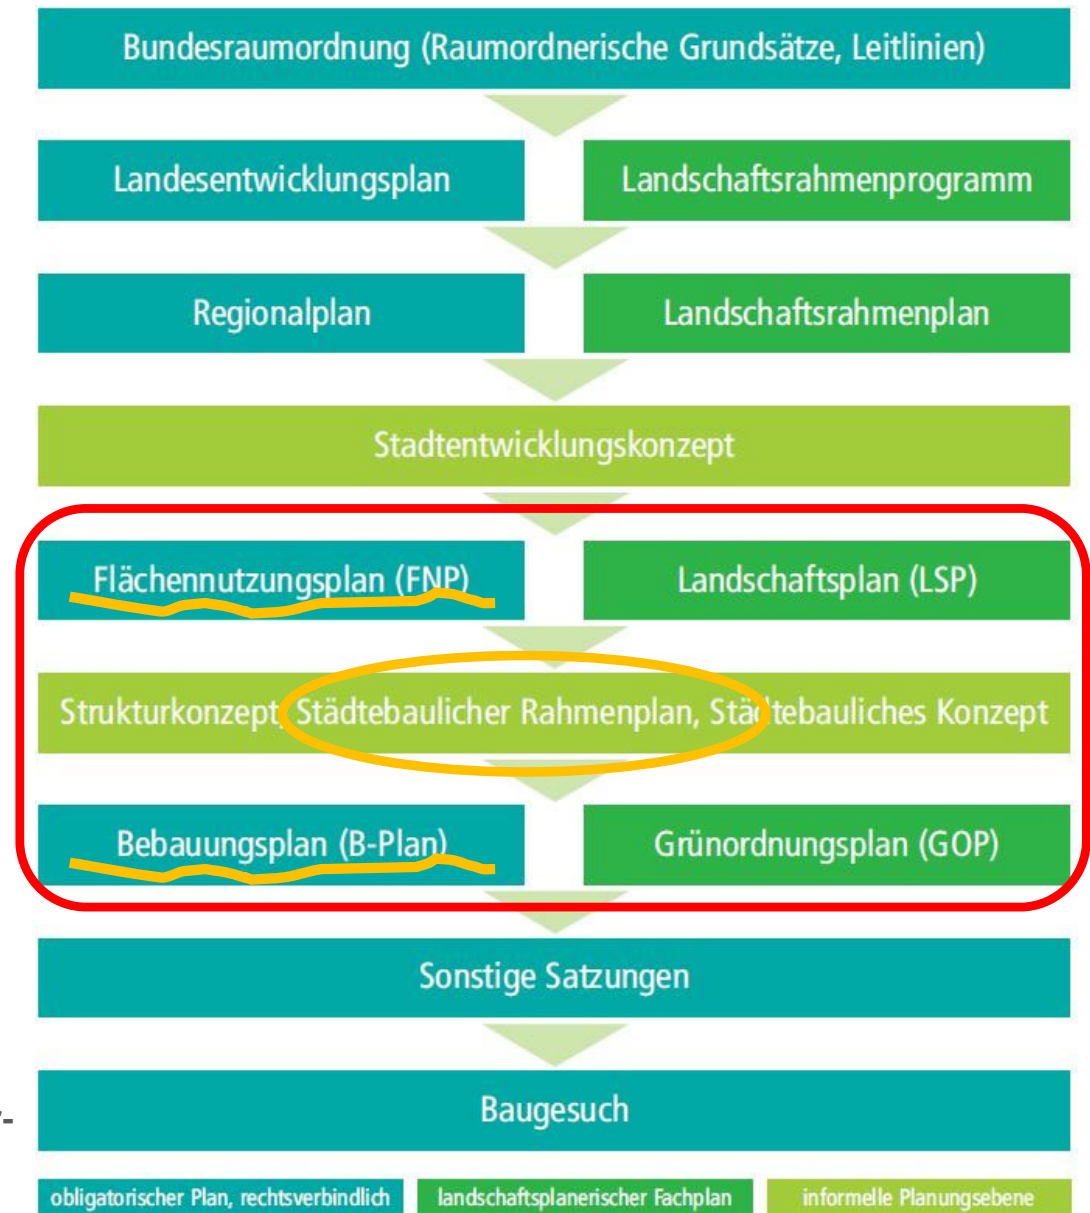 Bundesraumordnung (Raumordnerische Grundsätze, Leitlinien)
Landesentwicklungsplan
Landschaftsrahmenprogramm
Regionalplan
Landschaftsrahmenplan
Stadtentwicklungskonzept
Flächennutzungsplan (FNP)
Landschaftsplan (LSP)
Strukturkonzept, Städtebaulicher Rahmenplan, Städtebauliches Konzept
Bebauungsplan (B-Plan)
Grünordnungsplan (GOP)
Sonstige Satzungen
Baugesuch
obligatorischer Plan, rechtsverbindlich
landschaftsplanerischer Fachplan
informelle Planungsebene